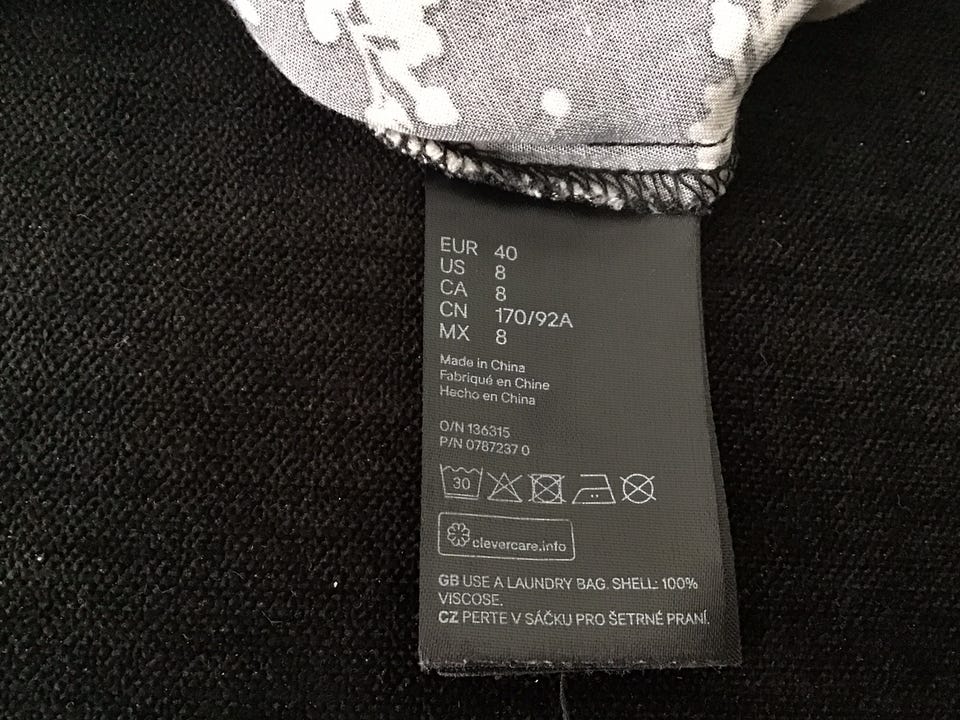 EUR 40
US 8
CA 8
CN 170/92A
MX 8
Made in China
Fabriqué en Chine
Hecho en China
O/N 136315
P/N 0787237 0
30
clevercare.info
GB USE A LAUNDRY BAG. SHELL: 100%
VISCOSE.
CZ PERTE V SÁČKU PRO ŠETRNÉ PRANÍ.